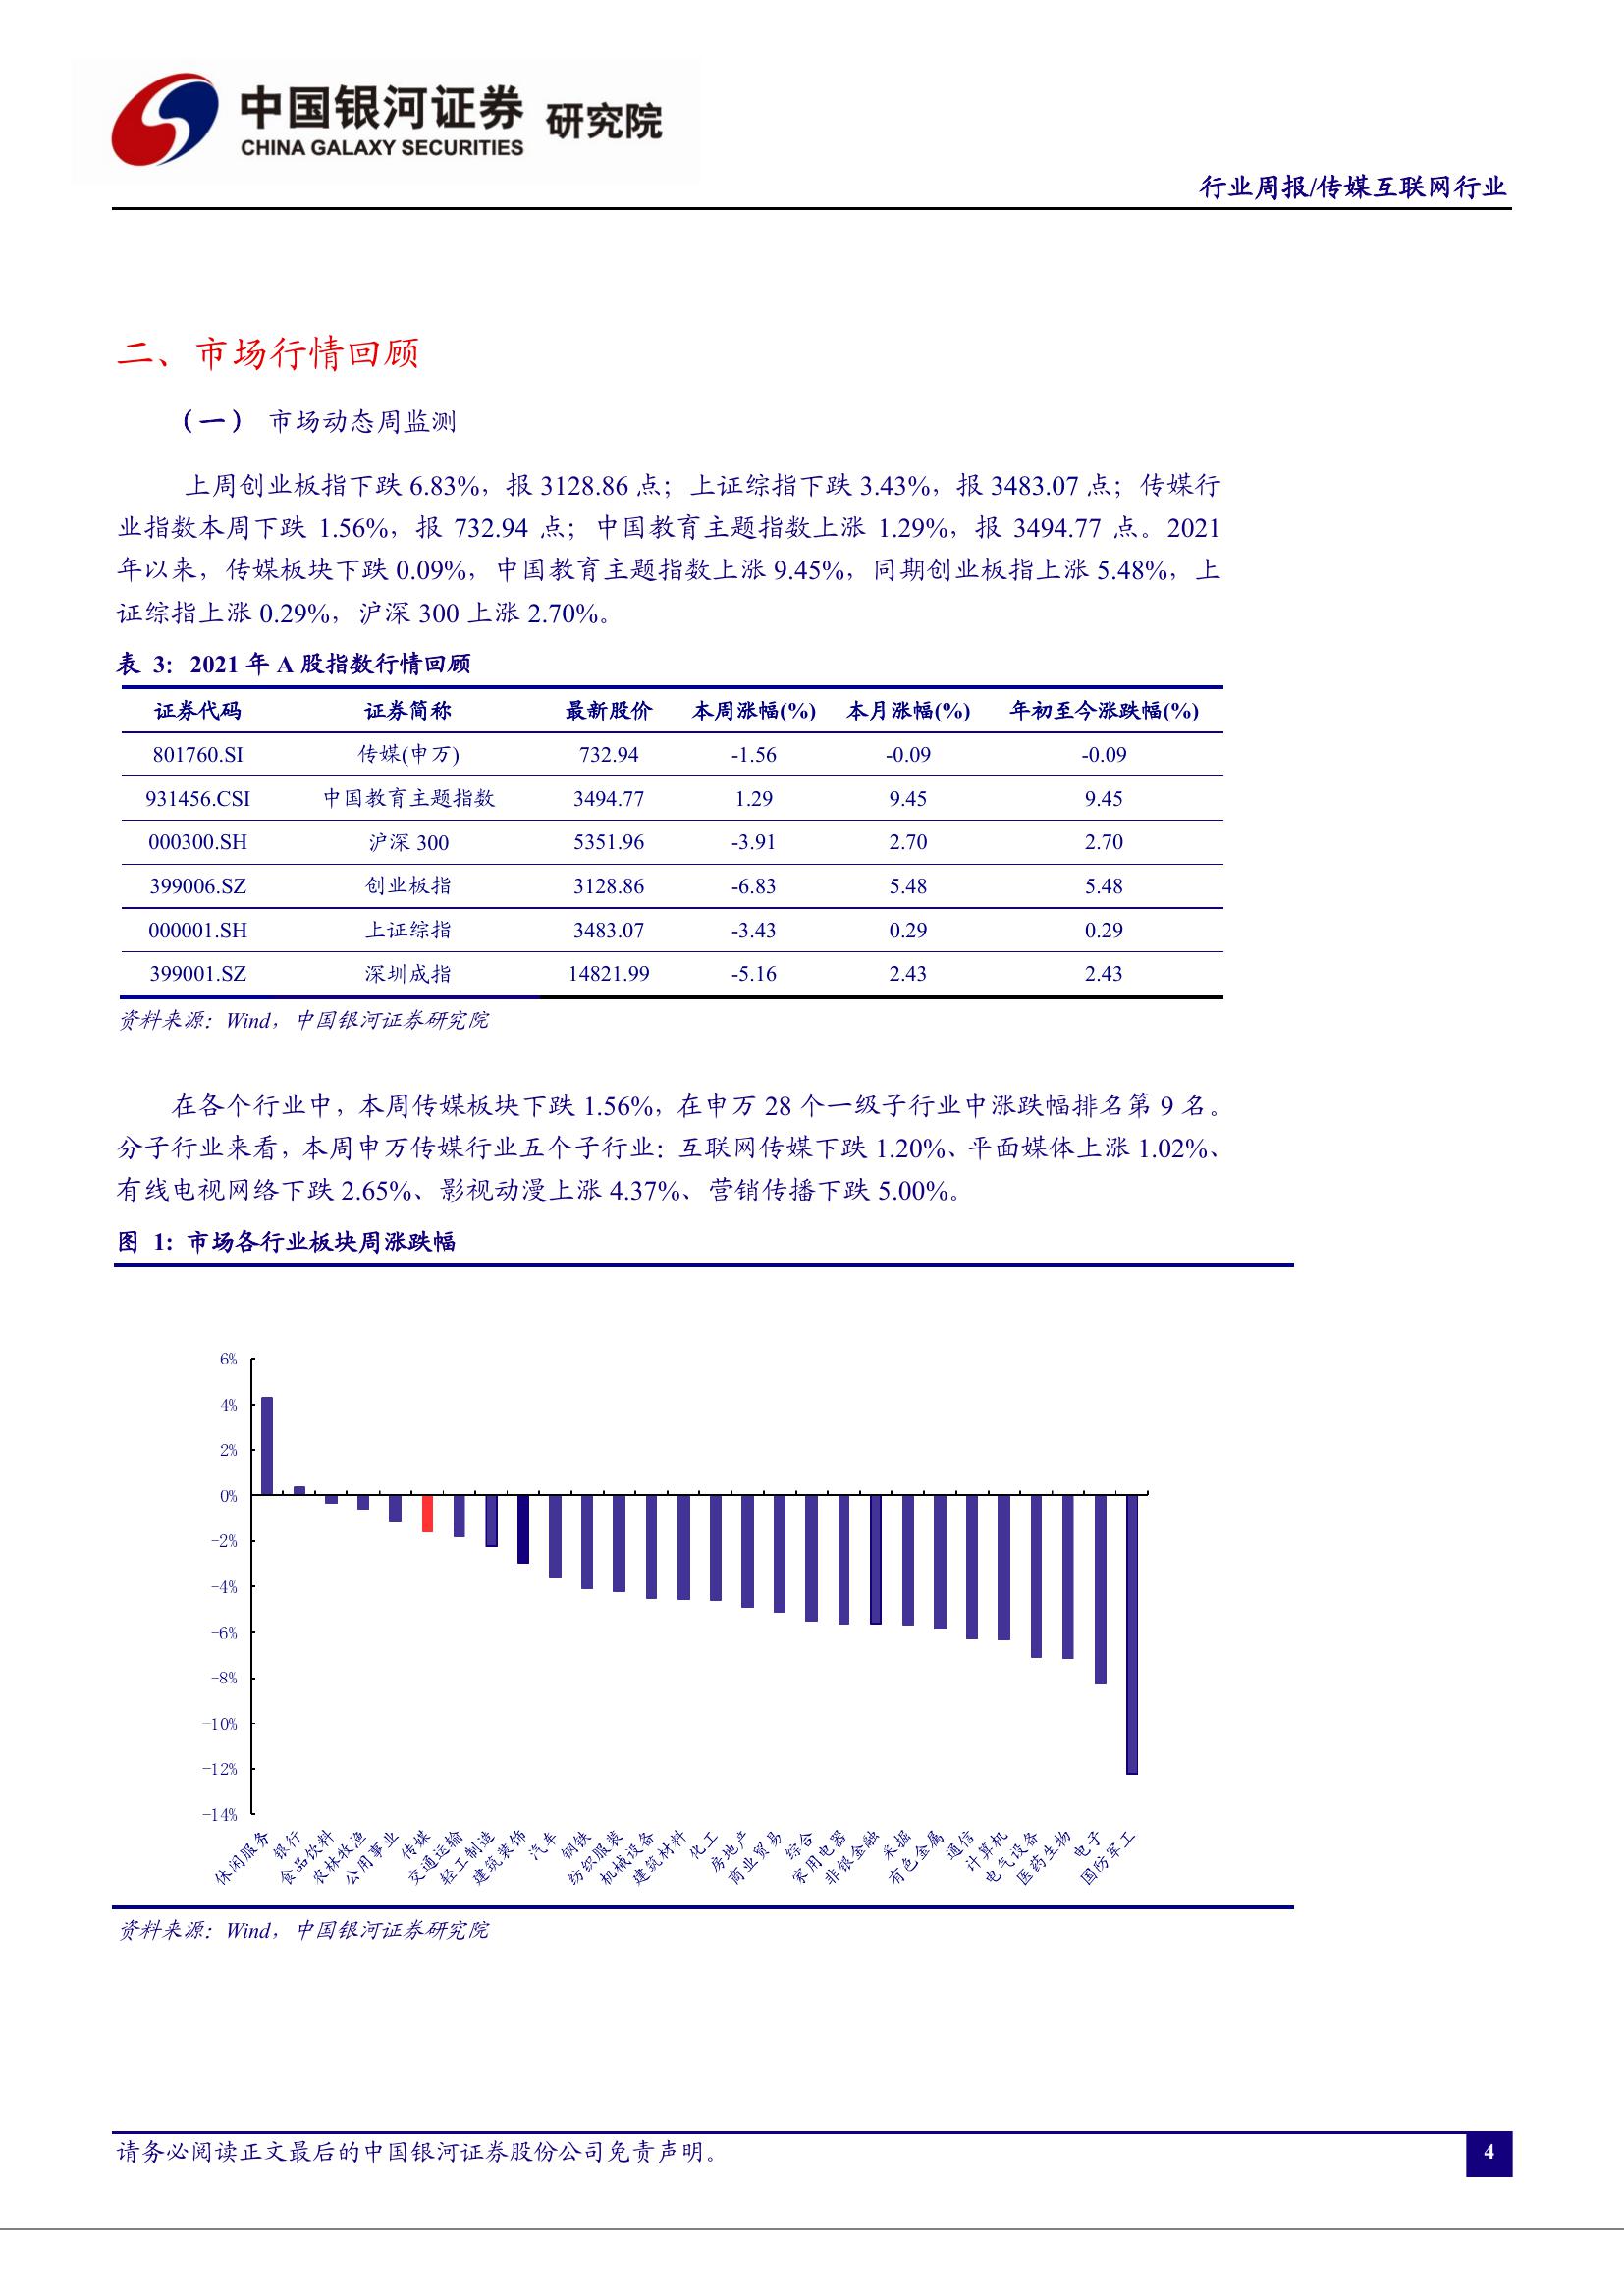 中国银河证券 研究院
CHINA GALAXY SECURITIES
行业周报/传媒互联网行业
二、市场行情回顾
（一） 市场动态周监测
上周创业板指下跌 6.83%，报 3128.86 点；上证综指下跌 3.43%，报 3483.07 点；传媒行
业指数本周下跌 1.56%，报 732.94 点；中国教育主题指数上涨 1.29%，报 3494.77 点。2021
年以来，传媒板块下跌 0.09%，中国教育主题指数上涨 9.45%，同期创业板指上涨 5.48%，上
证综指上涨 0.29%，沪深 300 上涨 2.70%。
表 3：2021 年 A 股指数行情回顾
证券代码 证券简称 最新股价 本周涨幅(%) 本月涨幅(%) 年初至今涨跌幅(%)
801760.SI 传媒(申万) 732.94 -1.56 -0.09 -0.09
931456.CSI 中国教育主题指数 3494.77 1.29 9.45 9.45
000300.SH 沪深 300 5351.96 -3.91 2.70 2.70
399006.SZ 创业板指 3128.86 -6.83 5.48 5.48
000001.SH 上证综指 3483.07 -3.43 0.29 0.29
399001.SZ 深圳成指 14821.99 -5.16 2.43 2.43
资料来源：Wind，中国银河证券研究院
在各个行业中，本周传媒板块下跌 1.56%，在申万 28 个一级子行业中涨跌幅排名第 9 名。
分子行业来看，本周申万传媒行业五个子行业：互联网传媒下跌 1.20%、平面媒体上涨 1.02%、
有线电视网络下跌 2.65%、影视动漫上涨 4.37%、营销传播下跌 5.00%。
图 1：市场各行业板块周涨跌幅
6%
4%
2%
0%
-2%
-4%
-6%
-8%
-10%
-12%
-14%
休闲服务 银行 食品饮料 农林牧渔 公用事业 传媒 交通运输 轻工制造 建筑装饰 汽车 钢铁 纺织服装 机械设备 建筑材料 化工 房地产 商业贸易 综合 家用电器 非银金融 采掘 有色金属 通信 计算机 电气设备 医药生物 电子 国防军工
资料来源：Wind，中国银河证券研究院
请务必阅读正文最后的中国银河证券股份公司免责声明。
4